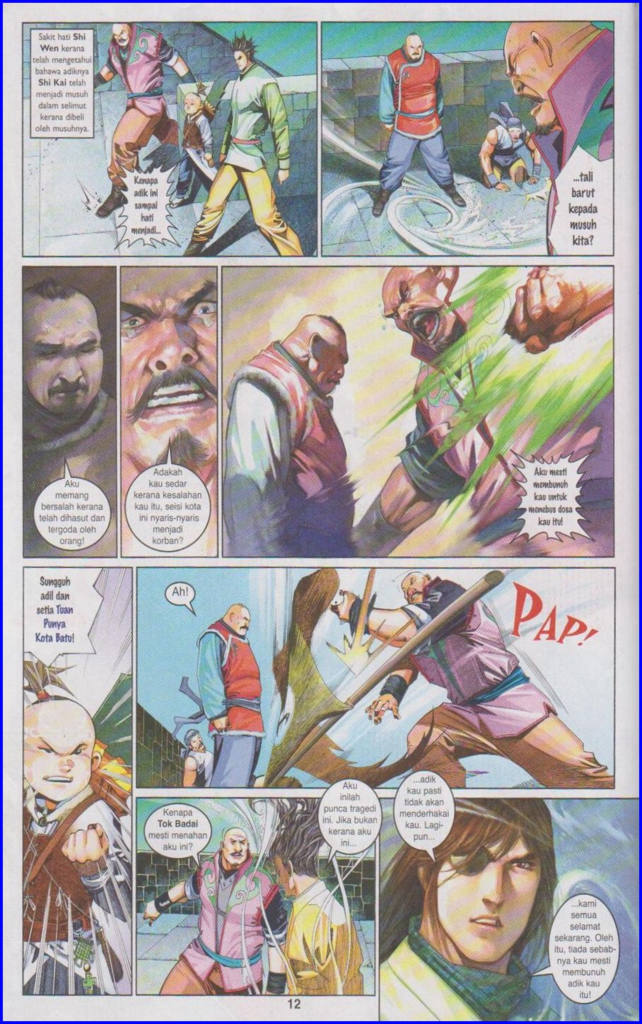 Sakit hati Shi
Wen kerana
telah mengetahui
bahawa adiknya
Shi Kai telah
menjadi musuh
dalam selimut
kerana dibeli
oleh musuhnya.
Kenapa
adik ini
sampai
hati
menjadi...
...tali
barut
kepada
musuh
kita?
Aku
memang
bersalah kerana
telah dihasut dan
tergoda oleh
orang!
Adakah
kau sedar
kerana kesalahan
kau itu, seisi kota
ini nyaris-nyaris
menjadi
korban?
Aku mesti
membunuh
kau untuk
menebus dosa
kau itu!
Sungguh
adil dan
setia Tuan
Punya
Kota Batu!
Ah!
PAP!
Kenapa
Tok Badai
mesti menahan
aku ini?
Aku
inilah
punca tragedi
ini. Jika bukan
kerana aku
ini...
...adik
kau pasti
tidak akan
menderhakai
kau. Lagi-
pun...
...kami
semua
selamat
sekarang. Oleh
itu, tiada sebab-
nya kau mesti
membunuh
adik kau
itu!
12